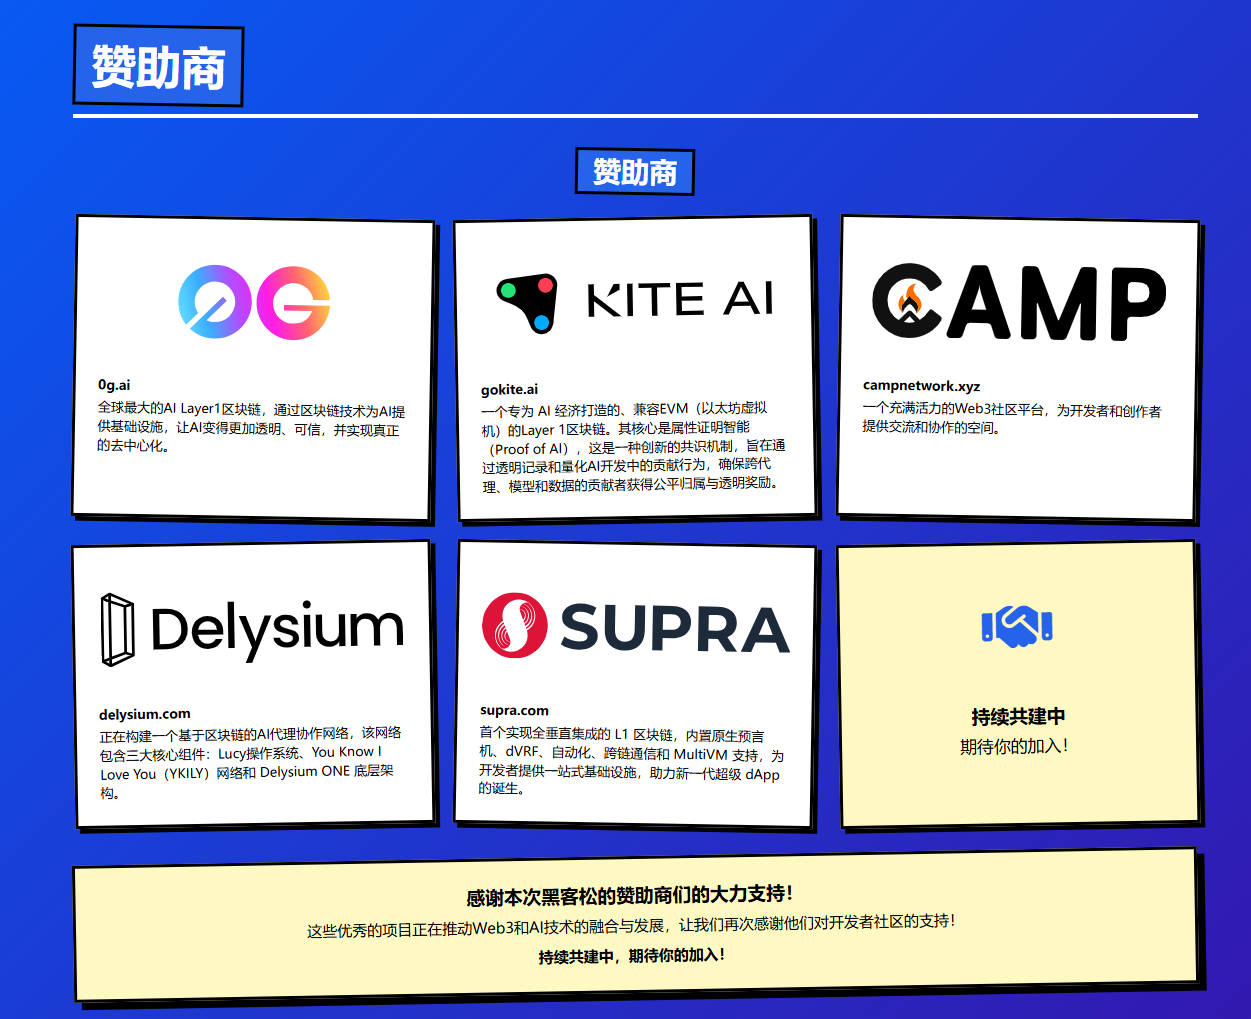 赞助商
赞助商
0G
0g.ai
全球最大的AI Layer1区块链，通过区块链技术为AI提
供基础设施，让AI变得更加透明、可信，并实现真正
的去中心化。
KITE AI
gokite.ai
一个专为 AI 经济打造的、兼容EVM（以太坊虚拟
机）的Layer 1区块链。其核心是属性证明智能
（Proof of AI），这是一种创新的共识机制，旨在通
过透明记录和量化AI开发中的贡献行为，确保跨代
理、模型和数据的贡献者获得公平归属与透明奖励。
CAMP
campnetwork.xyz
一个充满活力的Web3社区平台，为开发者和创作者
提供交流和协作的空间。
Delysium
delysium.com
正在构建一个基于区块链的AI代理协作网络，该网络
包含三大核心组件：Lucy操作系统、You Know I
Love You（YKILY）网络和 Delysium ONE 底层架
构。
SUPRA
supra.com
首个实现全垂直集成的 L1 区块链，内置原生预言
机、dVRF、自动化、跨链通信和 MultiVM 支持，为
开发者提供一站式基础设施，助力新一代超级 dApp
的诞生。
持续共建中
期待你的加入！
感谢本次黑客松的赞助商们的大力支持！
这些优秀的项目正在推动Web3和AI技术的融合与发展，让我们再次感谢他们对开发者社区的支持！
持续共建中，期待你的加入！